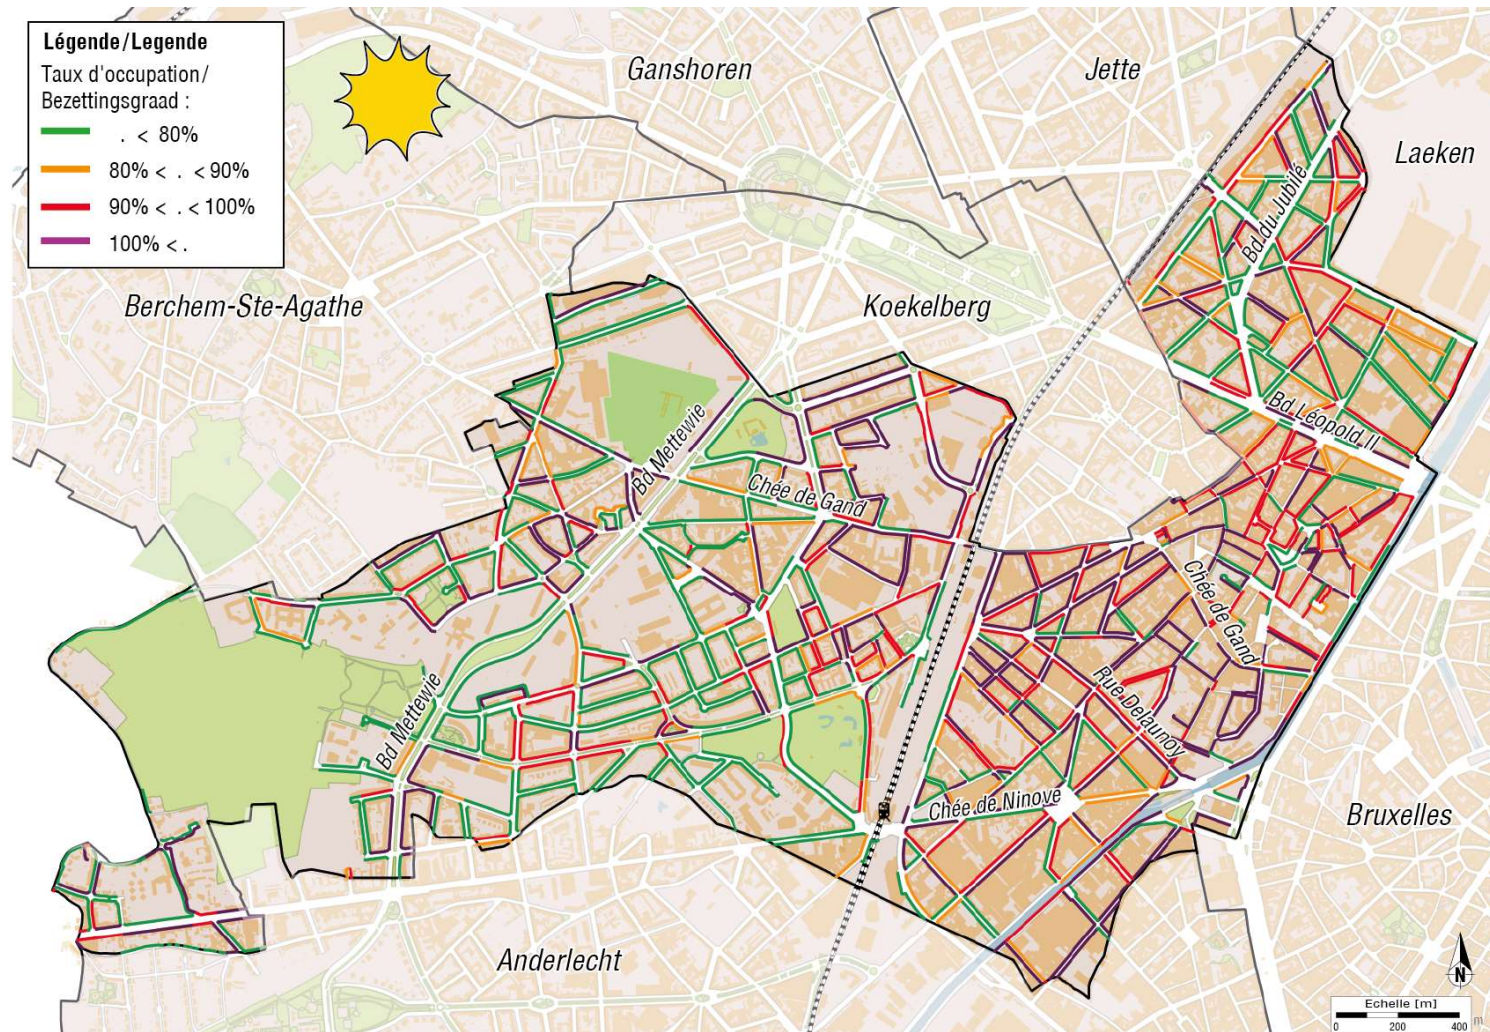 Légende/Legende
Taux d'occupation/
Bezettingsgraad :
. < 80%
80% < . < 90%
90% < . < 100%
100% < .
Ganshoren
Jette
Laeken
Bd du Jubilé
Berchem-Ste-Agathe
Koekelberg
Bd Léopold II
Bd Mettewie
Chée de Gand
Chée de Gand
Rue Delaunoy
Bd Mettewie
Chée de Ninove
Bruxelles
Anderlecht
N
Echelle [m]
0 200 400 m